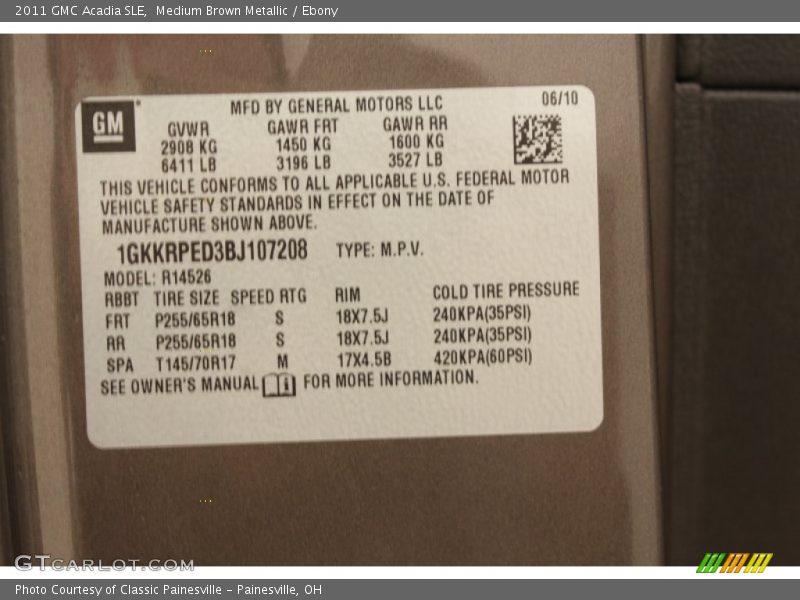 2011 GMC Acadia SLE, Medium Brown Metallic / Ebony
GM
MFD BY GENERAL MOTORS LLC 06/10
GVWR GAWR FRT GAWR RR
2908 KG 1450 KG 1600 KG
6411 LB 3196 LB 3527 LB
THIS VEHICLE CONFORMS TO ALL APPLICABLE U.S. FEDERAL MOTOR
VEHICLE SAFETY STANDARDS IN EFFECT ON THE DATE OF
MANUFACTURE SHOWN ABOVE.
1GKKRPED3BJ107208 TYPE: M.P.V.
MODEL: R14526
RBBT TIRE SIZE SPEED RTG RIM COLD TIRE PRESSURE
FRT P255/65R18 S 18X7.5J 240KPA(35PSI)
RR P255/65R18 S 18X7.5J 240KPA(35PSI)
SPA T145/70R17 M 17X4.5B 420KPA(60PSI)
SEE OWNER'S MANUAL FOR MORE INFORMATION.
GTCARLOT.COM
Photo Courtesy of Classic Painesville - Painesville, OH